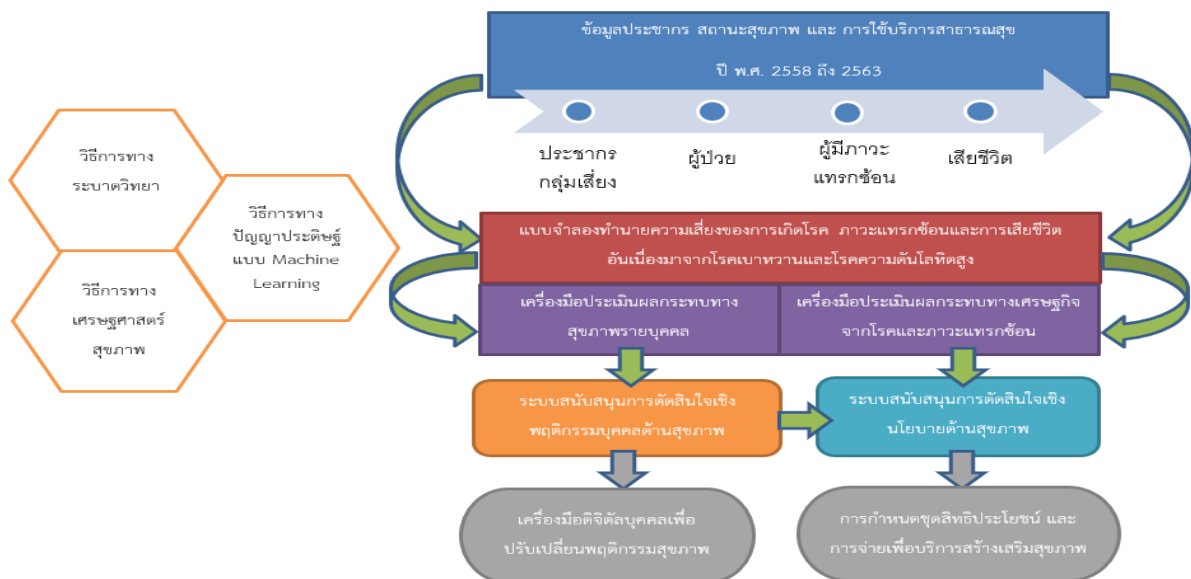 ข้อมูลประชากร สถานะสุขภาพ และ การใช้บริการสาธารณสุข
ปี พ.ศ. 2558 ถึง 2563
ประชากร
กลุ่มเสี่ยง
ผู้ป่วย
ผู้มีภาวะ
แทรกซ้อน
เสียชีวิต
วิธีการทาง
ระบาดวิทยา
วิธีการทาง
ปัญญาประดิษฐ์
แบบ Machine
Learning
วิธีการทาง
เศรษฐศาสตร์
สุขภาพ
แบบจำลองทำนายความเสี่ยงของการเกิดโรค ภาวะแทรกซ้อนและการเสียชีวิต
อันเนื่องมาจากโรคเบาหวานและโรคความดันโลหิตสูง
เครื่องมือประเมินผลกระทบทาง
สุขภาพรายบุคคล
เครื่องมือประเมินผลกระทบทางเศรษฐกิจ
จากโรคและภาวะแทรกซ้อน
ระบบสนับสนุนการตัดสินใจเชิง
พฤติกรรมบุคคลด้านสุขภาพ
ระบบสนับสนุนการตัดสินใจเชิง
นโยบายด้านสุขภาพ
เครื่องมือดิจิตัลบุคคลเพื่อ
ปรับเปลี่ยนพฤติกรรมสุขภาพ
การกำหนดชุดสิทธิประโยชน์ และ
การจ่ายเพื่อบริการสร้างเสริมสุขภาพ